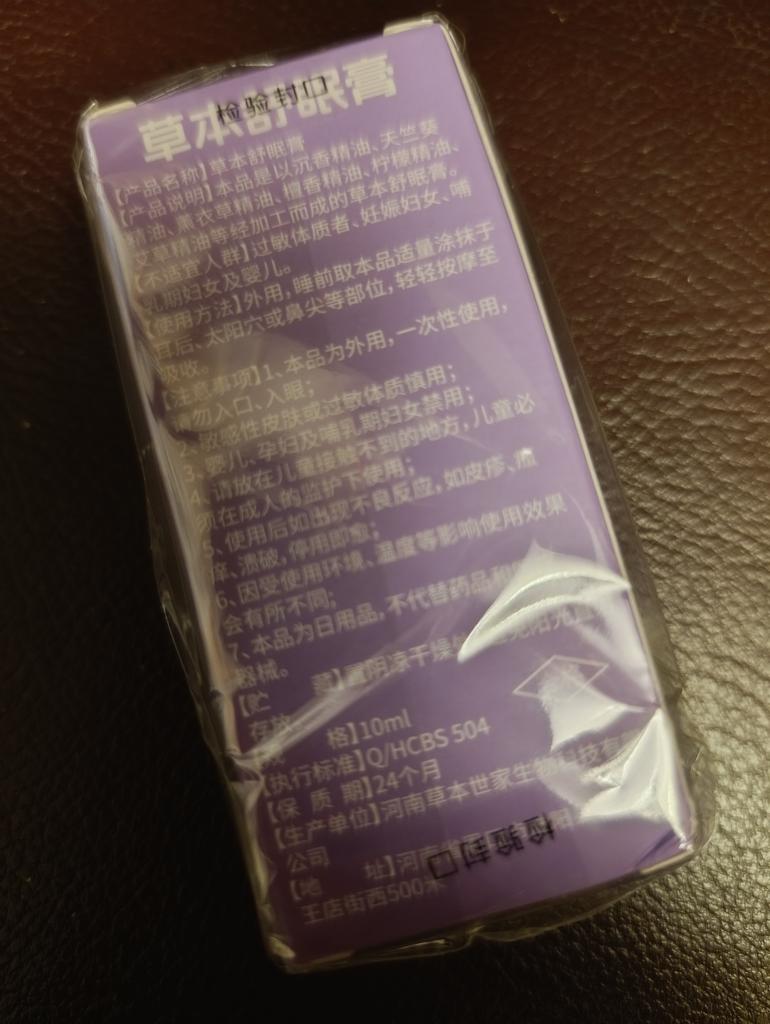 检验封口
草本舒眠膏
【产品名称】草本舒眠膏
【产品说明】本品是以沉香精油、天竺葵
精油、薰衣草精油、檀香精油、柠檬精油、
艾草精油等经加工而成的草本舒眠膏。
【不适宜人群】过敏体质者、妊娠妇女、哺
乳期妇女及婴儿。
【使用方法】外用，睡前取本品适量涂抹于
耳后、太阳穴或鼻尖等部位，轻轻按摩至
吸收。
【注意事项】1、本品为外用，一次性使用，
勿入口、入眼；
2、敏感性皮肤或过敏体质慎用；
3、婴儿、孕妇及哺乳期妇女禁用；
4、请放在儿童接触不到的地方，儿童必
须在成人的监护下使用；
5、使用后如出现不良反应，如皮疹、瘙
痒、溃破，停用即愈；
6、因受使用环境、温度等影响使用效果
会有所不同；
7、本品为日用品，不代替药品和
器械。
【贮 藏】置阴凉干燥 阳光
存放
格】10ml
【执行标准】Q/HCBS 504
【保 质 期】24个月
【生产单位】河南草本世家生物科技有
公司
【地 址】河南
王店街西500米
检验封口